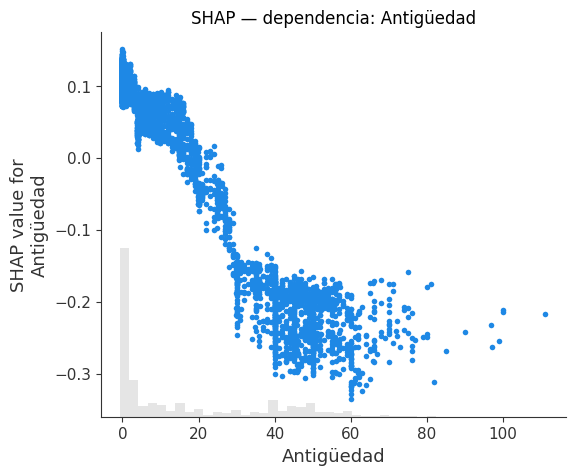 SHAP — dependencia: Antigüedad
SHAP value for
Antigüedad
0.1
0.0
−0.1
−0.2
−0.3
0
20
40
60
80
100
Antigüedad